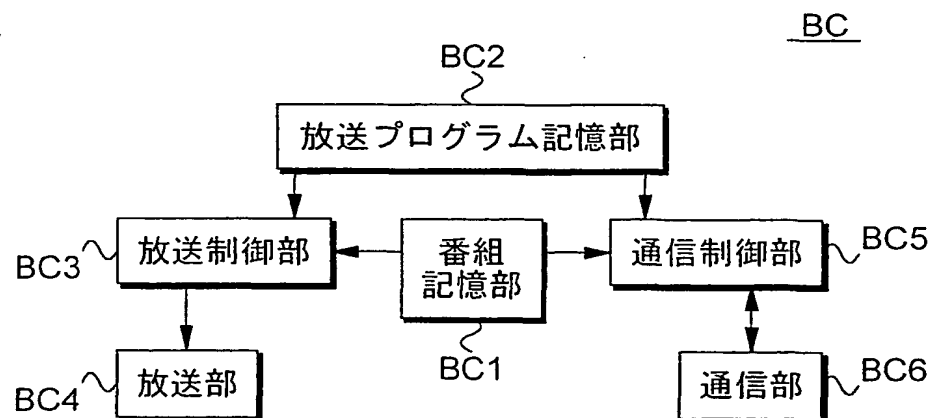 BC
BC2
放送プログラム記憶部
BC3
放送制御部
番組
記憶部
通信制御部
BC5
BC1
BC4
放送部
通信部
BC6